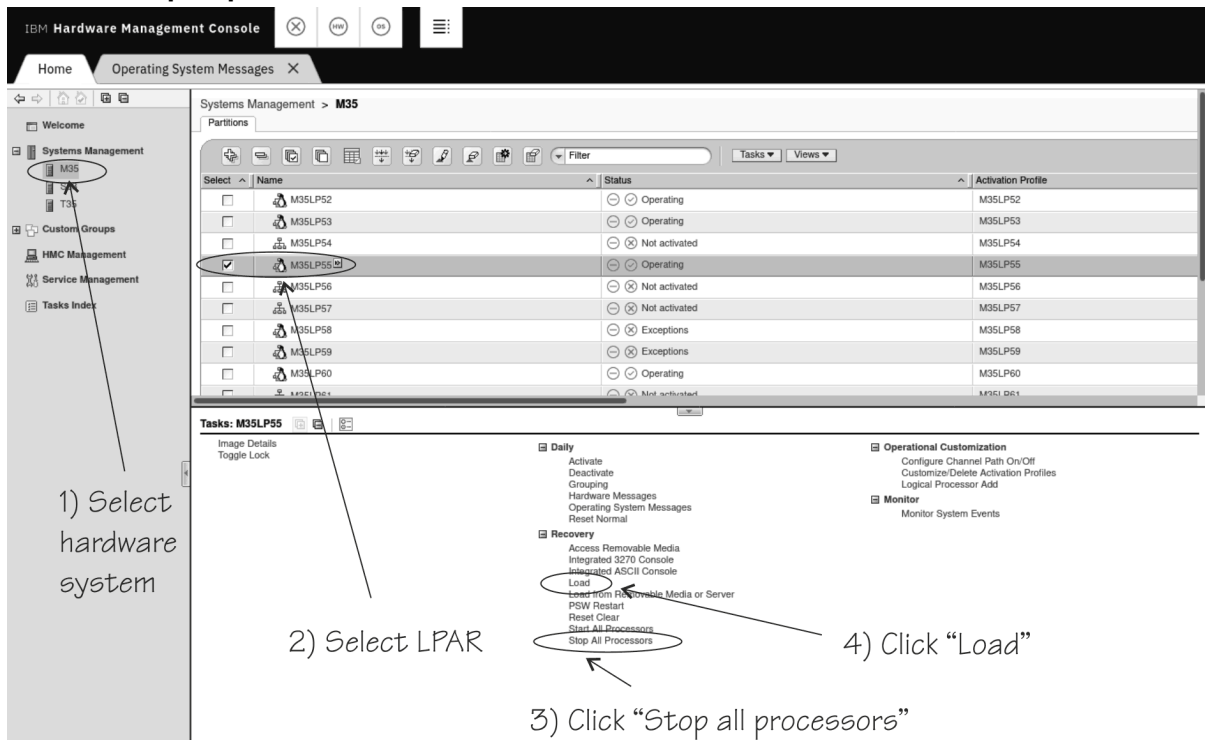 IBM Hardware Management Console
HW
OS
Home
Operating System Messages
Welcome
Systems Management
M35
T35
Custom Groups
HMC Management
Service Management
Tasks Index
Systems Management > M35
Partitions
Filter
Tasks
Views
Select Name Status Activation Profile
M35LP52 Operating M35LP52
M35LP53 Operating M35LP53
M35LP54 Not activated M35LP54
M35LP55 Operating M35LP55
M35LP56 Not activated M35LP56
M35LP57 Not activated M35LP57
M35LP58 Exceptions M35LP58
M35LP59 Exceptions M35LP59
M35LP60 Operating M35LP60
M35LP61 Not activated M35LP61
Tasks: M35LP55
Image Details
Toggle Lock
Daily
Activate
Deactivate
Grouping
Hardware Messages
Operating System Messages
Reset Normal
Recovery
Access Removable Media
Integrated 3270 Console
Integrated ASCII Console
Load
Load from Removable Media or Server
PSW Restart
Reset Clear
Start All Processors
Stop All Processors
Operational Customization
Configure Channel Path On/Off
Customize/Delete Activation Profiles
Logical Processor Add
Monitor
Monitor System Events
1) Select
hardware
system
2) Select LPAR
3) Click “Stop all processors”
4) Click “Load”